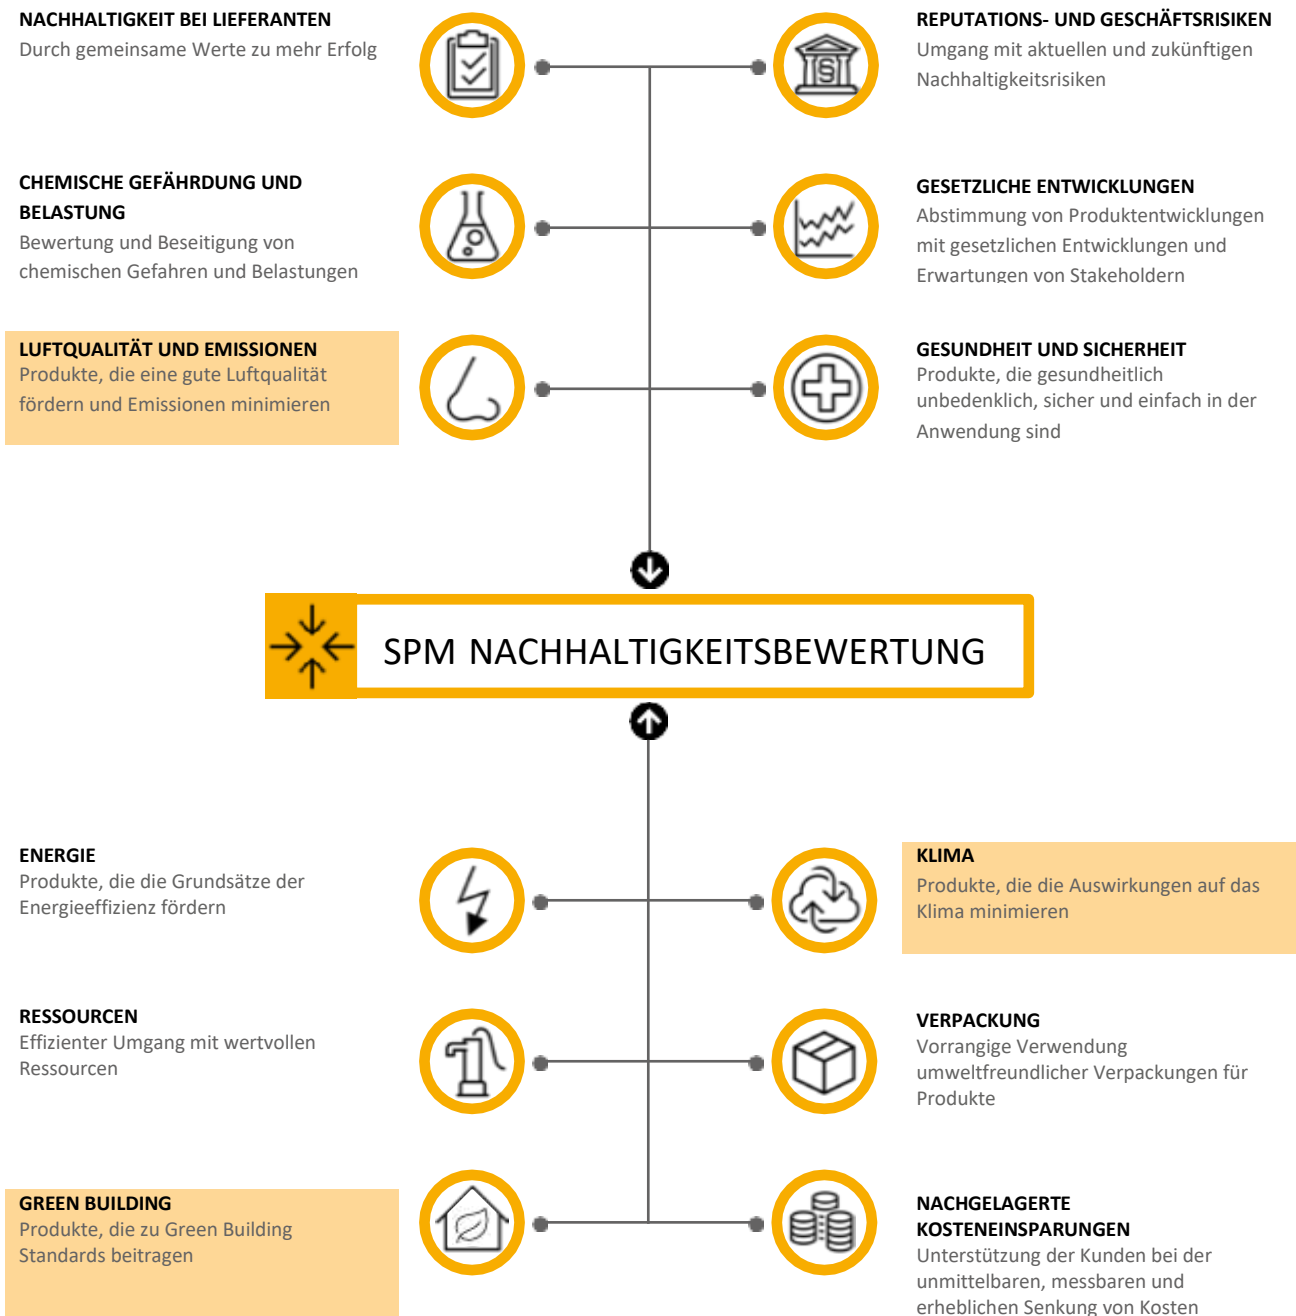 NACHHALTIGKEIT BEI LIEFERANTEN
Durch gemeinsame Werte zu mehr Erfolg
REPUTATIONS- UND GESCHÄFTSRISIKEN
Umgang mit aktuellen und zukünftigen
Nachhaltigkeitsrisiken
CHEMISCHE GEFÄHRDUNG UND
BELASTUNG
Bewertung und Beseitigung von
chemischen Gefahren und Belastungen
GESETZLICHE ENTWICKLUNGEN
Abstimmung von Produktentwicklungen
mit gesetzlichen Entwicklungen und
Erwartungen von Stakeholdern
LUFTQUALITÄT UND EMISSIONEN
Produkte, die eine gute Luftqualität
fördern und Emissionen minimieren
GESUNDHEIT UND SICHERHEIT
Produkte, die gesundheitlich
unbedenklich, sicher und einfach in der
Anwendung sind
SPM NACHHALTIGKEITSBEWERTUNG
ENERGIE
Produkte, die die Grundsätze der
Energieeffizienz fördern
KLIMA
Produkte, die die Auswirkungen auf das
Klima minimieren
RESSOURCEN
Effizienter Umgang mit wertvollen
Ressourcen
VERPACKUNG
Vorrangige Verwendung
umweltfreundlicher Verpackungen für
Produkte
GREEN BUILDING
Produkte, die zu Green Building
Standards beitragen
NACHGELAGERTE
KOSTENEINSPARUNGEN
Unterstützung der Kunden bei der
unmittelbaren, messbaren und
erheblichen Senkung von Kosten